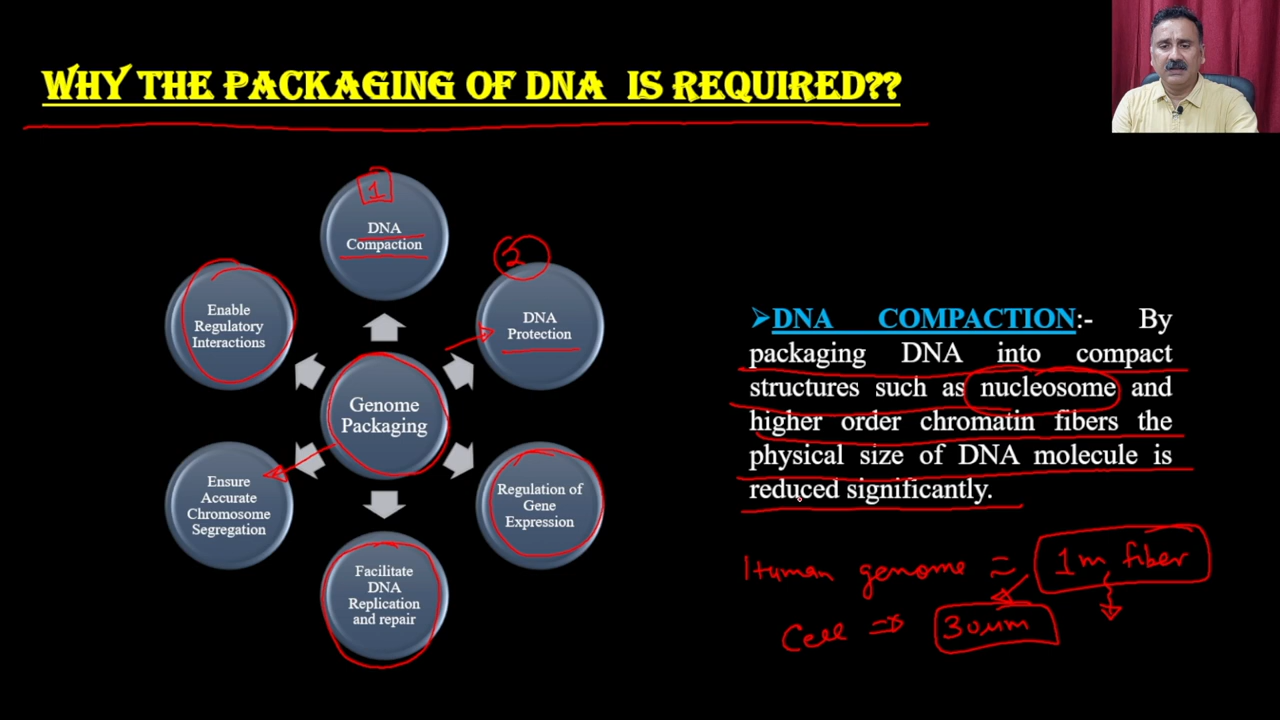 WHY THE PACKAGING OF DNA IS REQUIRED??
1
DNA
Compaction
2
DNA
Protection
Enable
Regulatory
Interactions
Genome
Packaging
Ensure
Accurate
Chromosome
Segregation
Regulation of
Gene
Expression
Facilitate
DNA
Replication
and repair
➢DNA COMPACTION:- By
packaging DNA into compact
structures such as nucleosome and
higher order chromatin fibers the
physical size of DNA molecule is
reduced significantly.
Human genome ≈ 1m fiber
Cell ⇒ 30µm